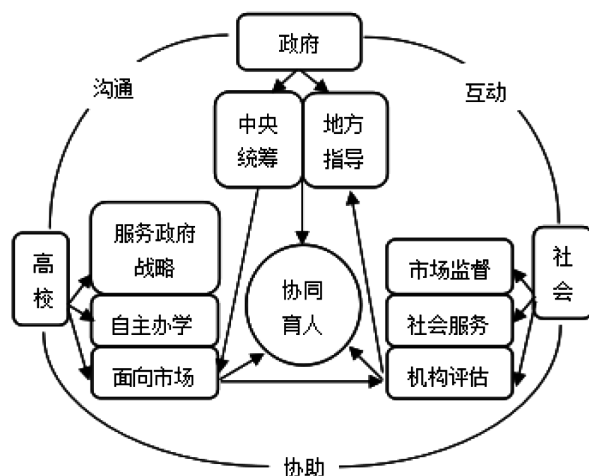 政府
沟通
互动
中央
统筹
地方
指导
高
校
服务政府
战略
自主办学
面向市场
协同
育人
市场监督
社会服务
机构评估
社
会
协助